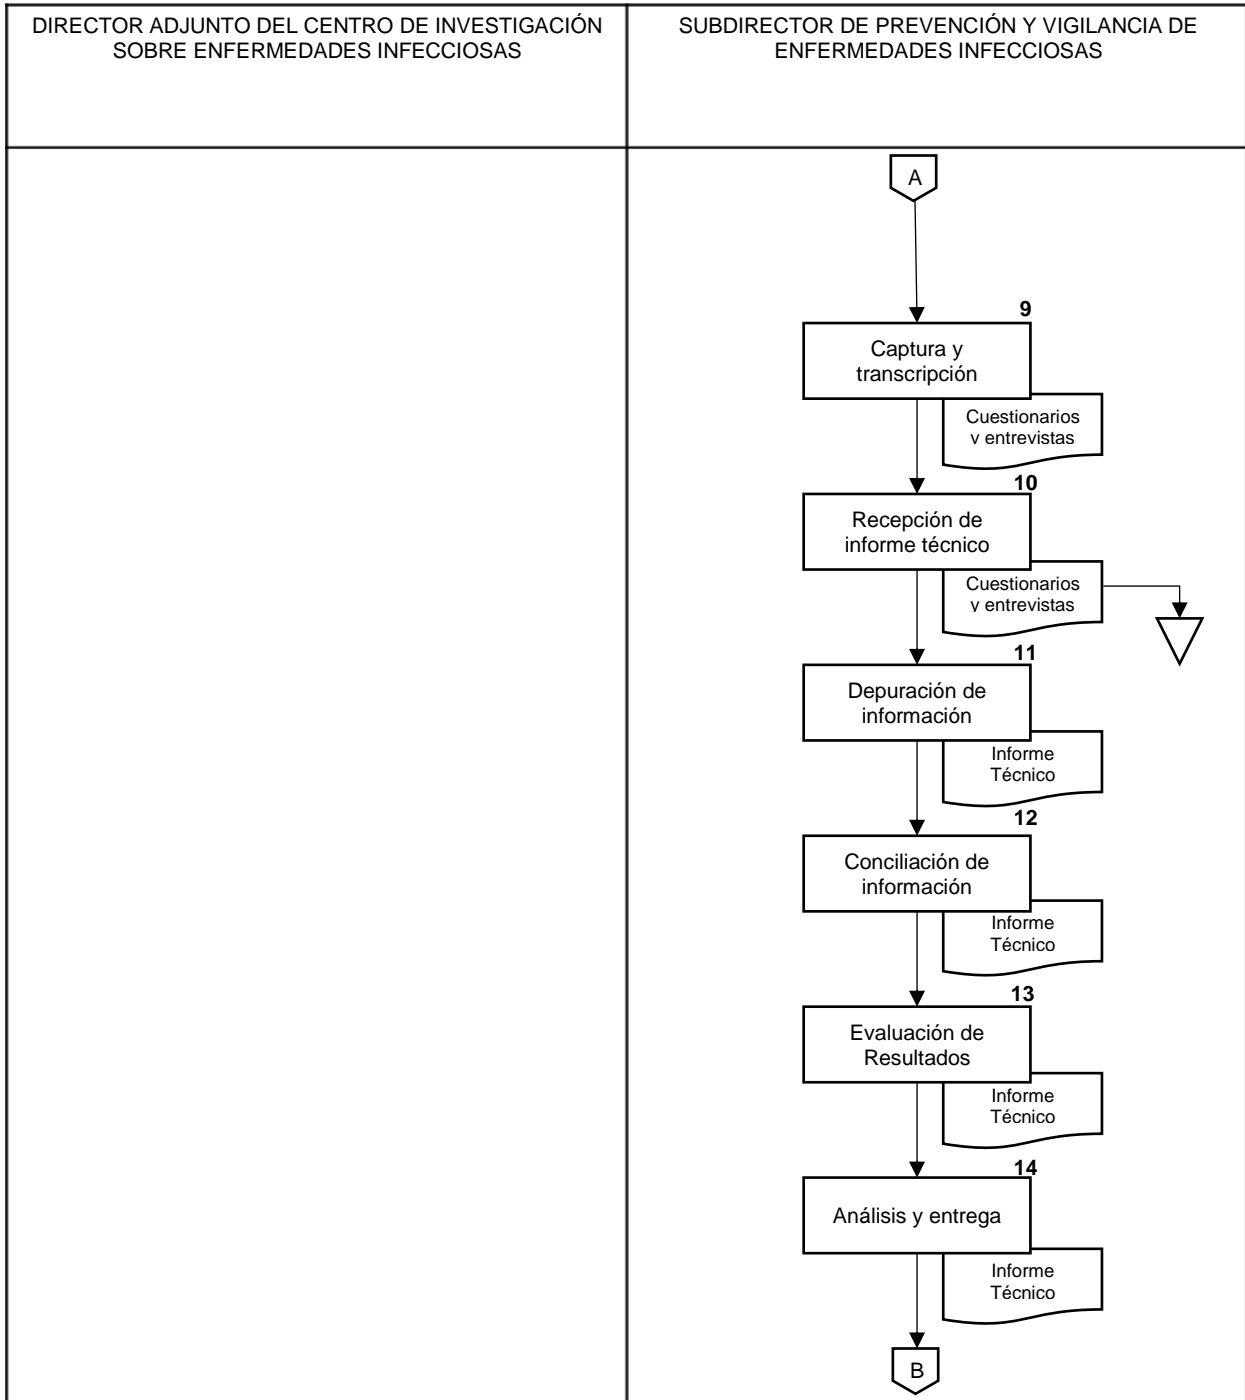 DIRECTOR ADJUNTO DEL CENTRO DE INVESTIGACIÓN
SOBRE ENFERMEDADES INFECCIOSAS
SUBDIRECTOR DE PREVENCIÓN Y VIGILANCIA DE
ENFERMEDADES INFECCIOSAS
A
9
Captura y
transcripción
Cuestionarios
y entrevistas
10
Recepción de
informe técnico
Cuestionarios
y entrevistas
11
Depuración de
información
Informe
Técnico
12
Conciliación de
información
Informe
Técnico
13
Evaluación de
Resultados
Informe
Técnico
14
Análisis y entrega
Informe
Técnico
B